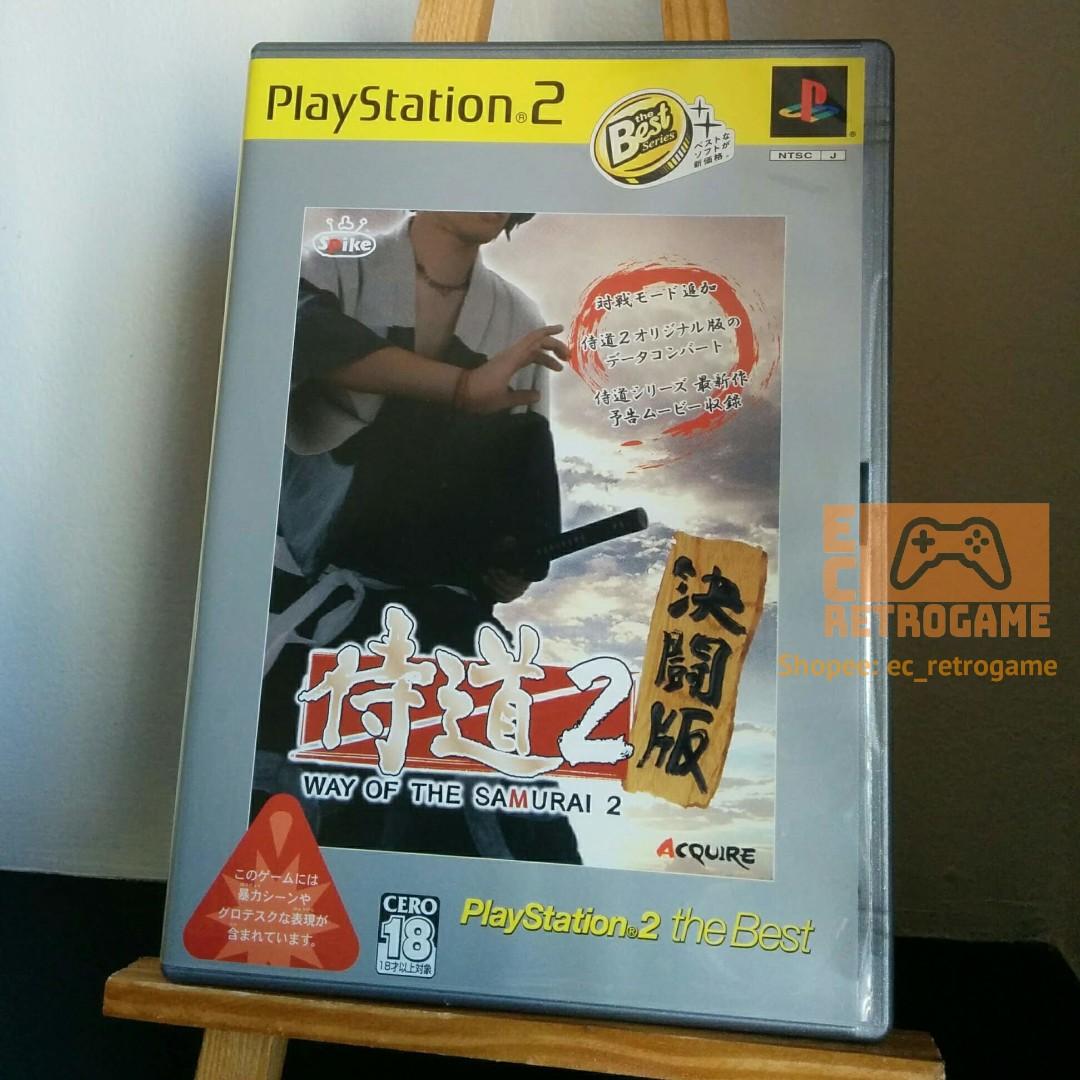 PlayStation®2
the
Best
Series
ベストな
ソフトが
新価格。
NTSC J
Spike
対戦モード追加
侍道2オリジナル版の
データコンバート
侍道シリーズ 最新作
予告ムービー収録
決闘版
侍道2
WAY OF THE SAMURAI 2
ACQUIRE
このゲームには
暴力シーンや
グロテスクな表現が
含まれています。
CERO
18
18才以上対象
PlayStation®2 the Best
EC
RETROGAME
Shopee: ec_retrogame